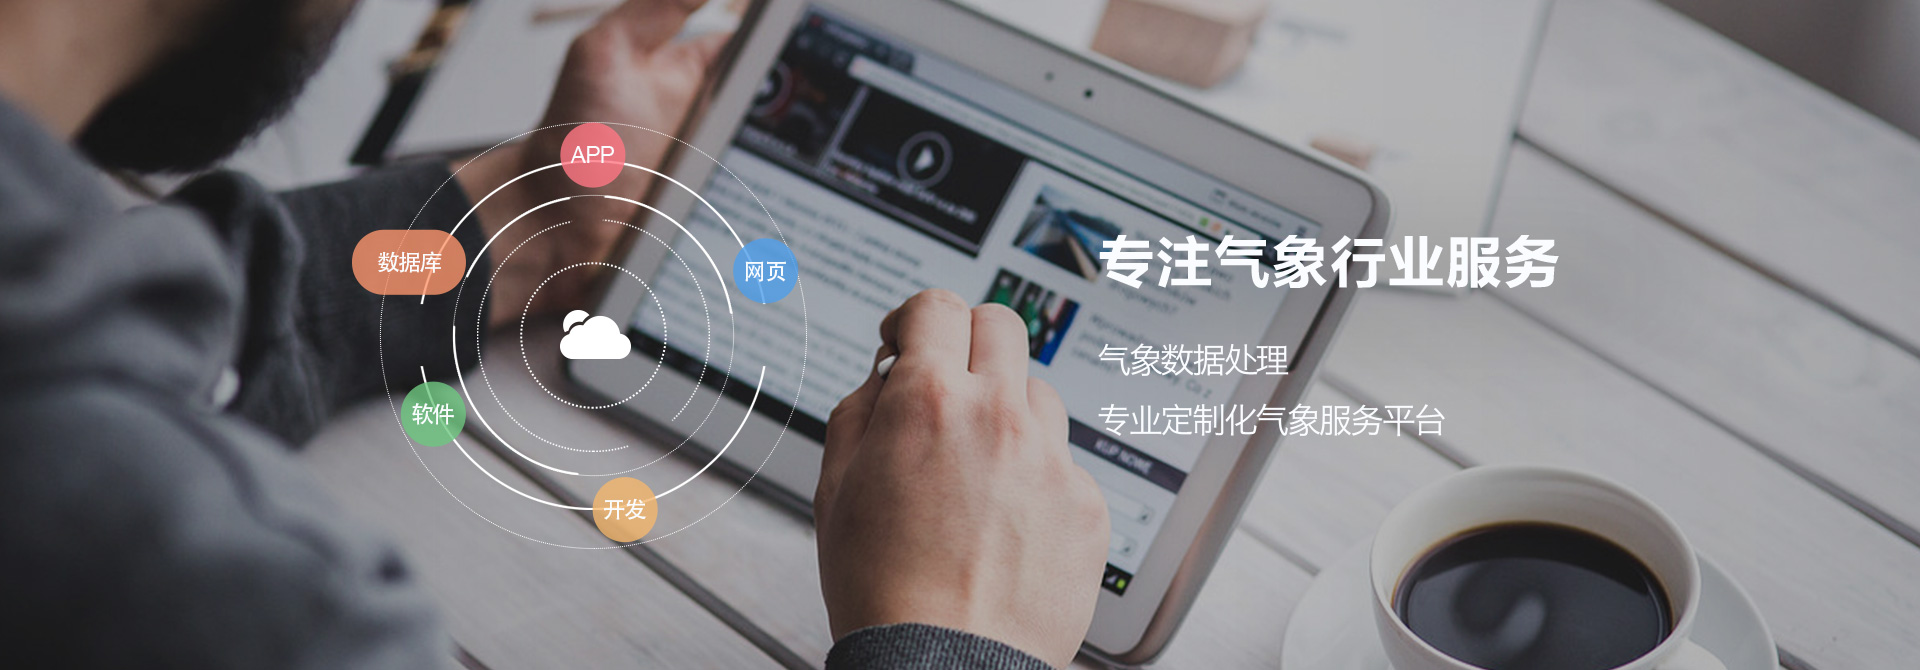 APP
数据库
网页
软件
开发
专注气象行业服务
气象数据处理
专业定制化气象服务平台